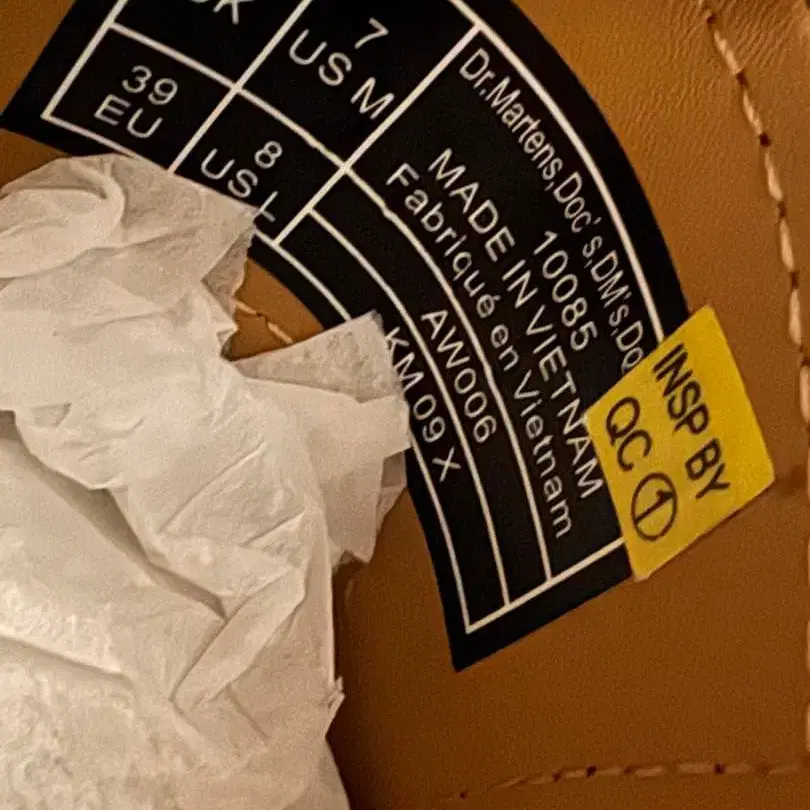 UK
7
US M
39
EU
8
US L
Dr.Martens,Doc's,DM's,Do
10085
MADE IN VIETNAM
Fabriqué en Vietnam
AW006
KM 09 X
INSP BY
QC 1